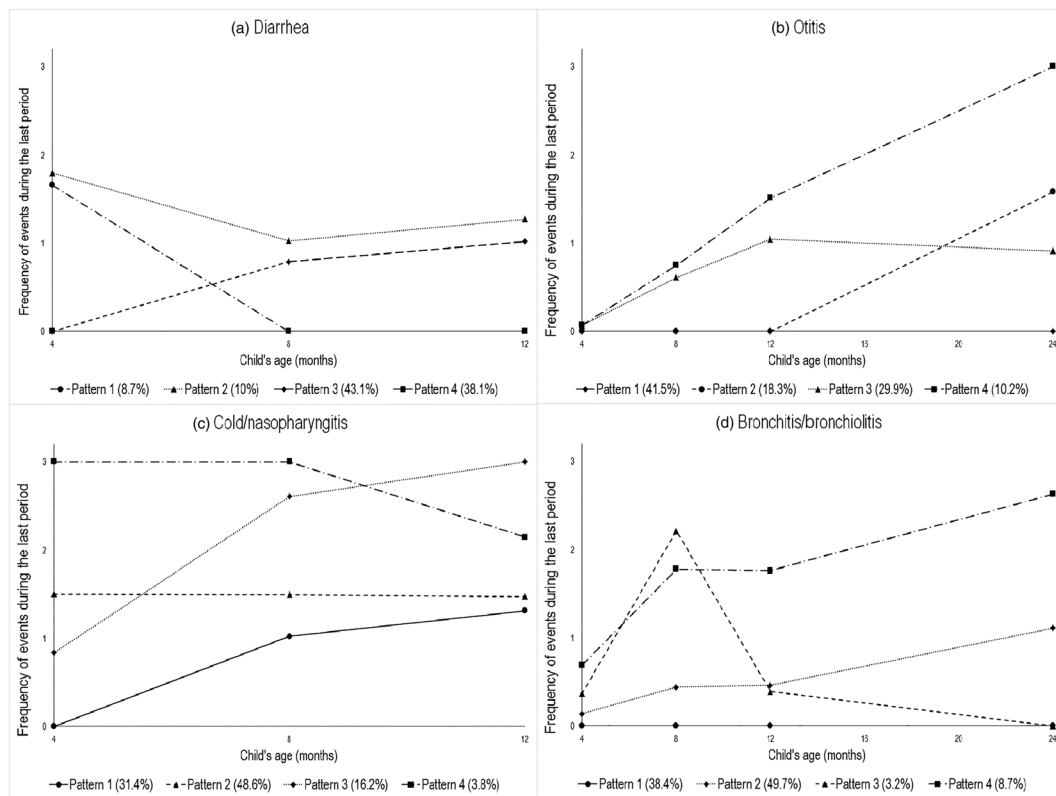 (a) Diarrhea
Frequency of events during the last period
3
2
1
0
4
8
12
Child's age (months)
Pattern 1 (8.7%) Pattern 2 (10%) Pattern 3 (43.1%) Pattern 4 (38.1%)
(b) Otitis
Frequency of events during the last period
3
2
1
0
4
8
12
16
20
24
Child's age (months)
Pattern 1 (41.5%) Pattern 2 (18.3%) Pattern 3 (29.9%) Pattern 4 (10.2%)
(c) Cold/nasopharyngitis
Frequency of events during the last period
3
2
1
0
4
8
12
Child's age (months)
Pattern 1 (31.4%) Pattern 2 (48.6%) Pattern 3 (16.2%) Pattern 4 (3.8%)
(d) Bronchitis/bronchiolitis
Frequency of events during the last period
3
2
1
0
4
8
12
16
20
24
Child's age (months)
Pattern 1 (38.4%) Pattern 2 (49.7%) Pattern 3 (3.2%) Pattern 4 (8.7%)